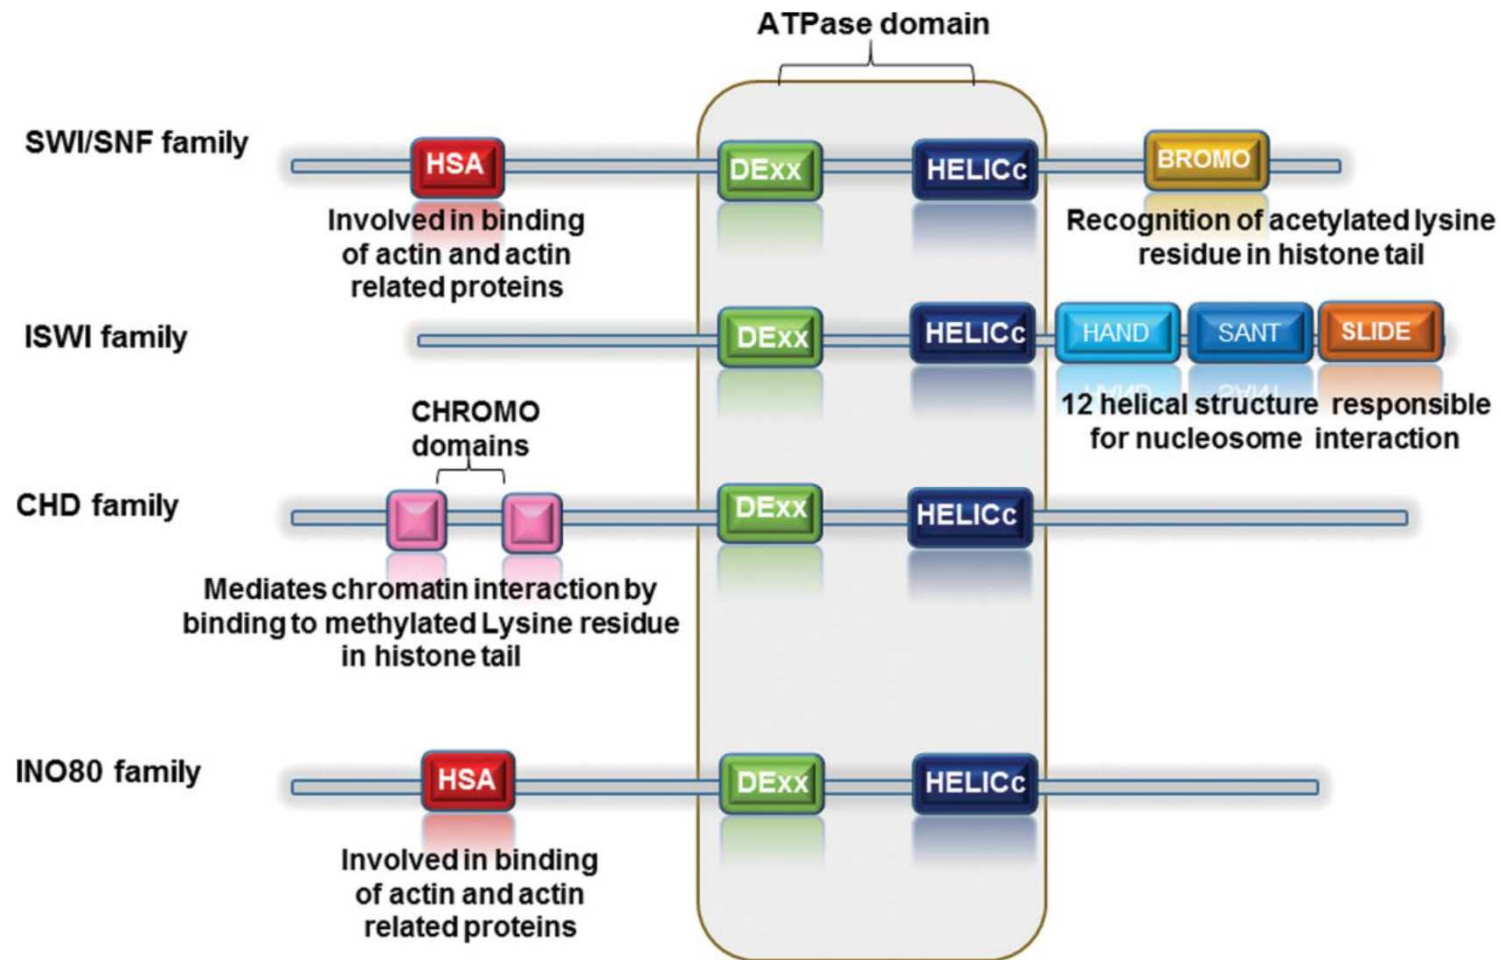 ATPase domain
SWI/SNF family
HSA
DExx
HELICc
BROMO
Involved in binding
of actin and actin
related proteins
Recognition of acetylated lysine
residue in histone tail
ISWI family
DExx
HELICc
HAND
SANT
SLIDE
12 helical structure responsible
for nucleosome interaction
CHROMO
domains
CHD family
DExx
HELICc
Mediates chromatin interaction by
binding to methylated Lysine residue
in histone tail
INO80 family
HSA
DExx
HELICc
Involved in binding
of actin and actin
related proteins